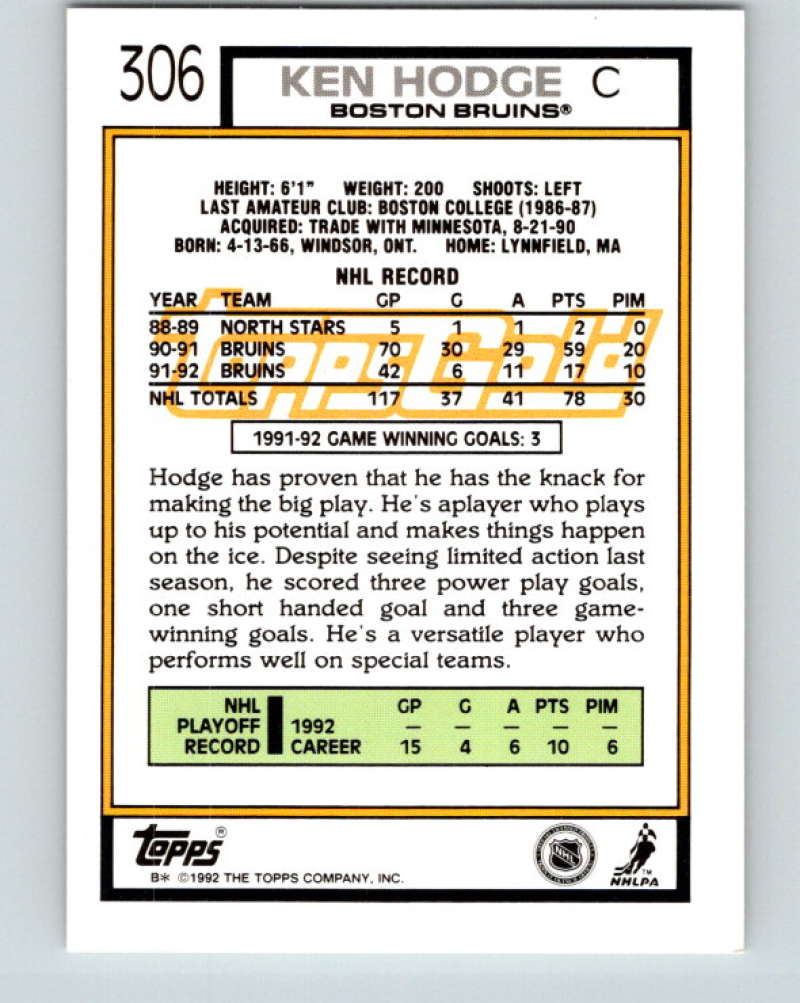 306
KEN HODGE C
BOSTON BRUINS®
HEIGHT: 6'1" WEIGHT: 200 SHOOTS: LEFT
LAST AMATEUR CLUB: BOSTON COLLEGE (1986-87)
ACQUIRED: TRADE WITH MINNESOTA, 8-21-90
BORN: 4-13-66, WINDSOR, ONT. HOME: LYNNFIELD, MA
NHL RECORD
YEAR TEAM GP G A PTS PIM
88-89 NORTH STARS 5 1 1 2 0
90-91 BRUINS 70 30 29 59 20
91-92 BRUINS 42 6 11 17 10
NHL TOTALS 117 37 41 78 30
ToppsGold
1991-92 GAME WINNING GOALS: 3
Hodge has proven that he has the knack for
making the big play. He's aplayer who plays
up to his potential and makes things happen
on the ice. Despite seeing limited action last
season, he scored three power play goals,
one short handed goal and three game-
winning goals. He's a versatile player who
performs well on special teams.
NHL GP G A PTS PIM
PLAYOFF 1992 — — — — —
RECORD CAREER 15 4 6 10 6
Topps®
B* ©1992 THE TOPPS COMPANY, INC.
NHL
TM
NHLPA